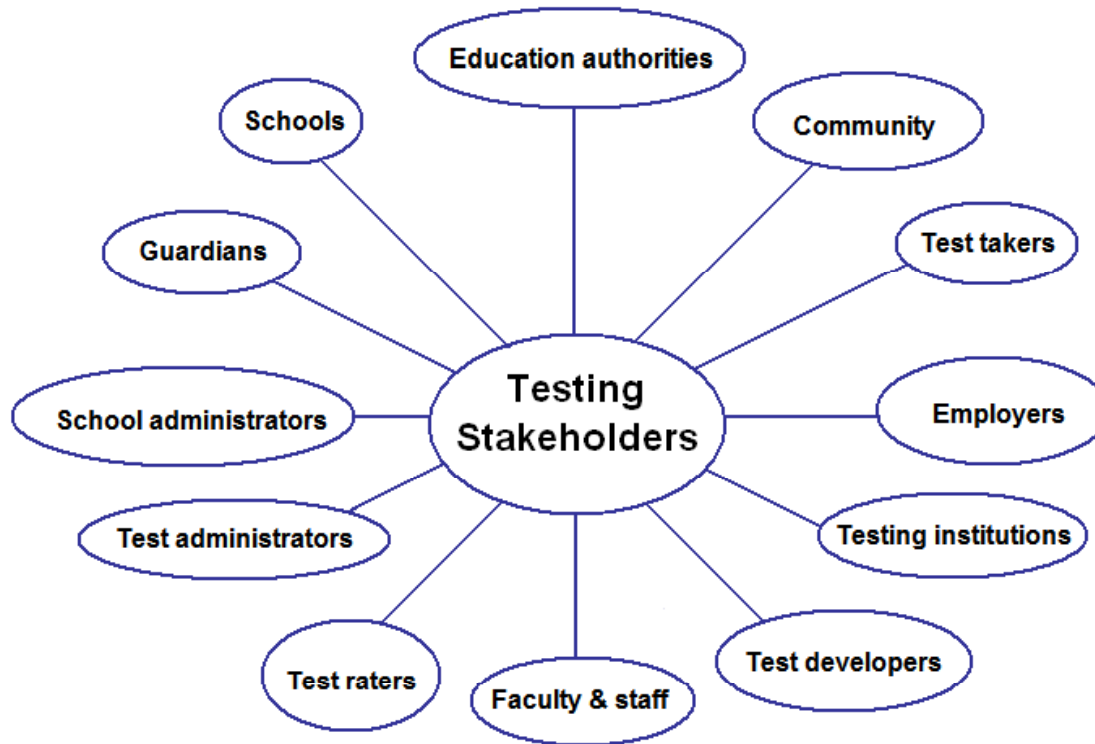 Education authorities
Schools
Community
Guardians
Test takers
Testing
Stakeholders
School administrators
Employers
Test administrators
Testing institutions
Test raters
Faculty & staff
Test developers